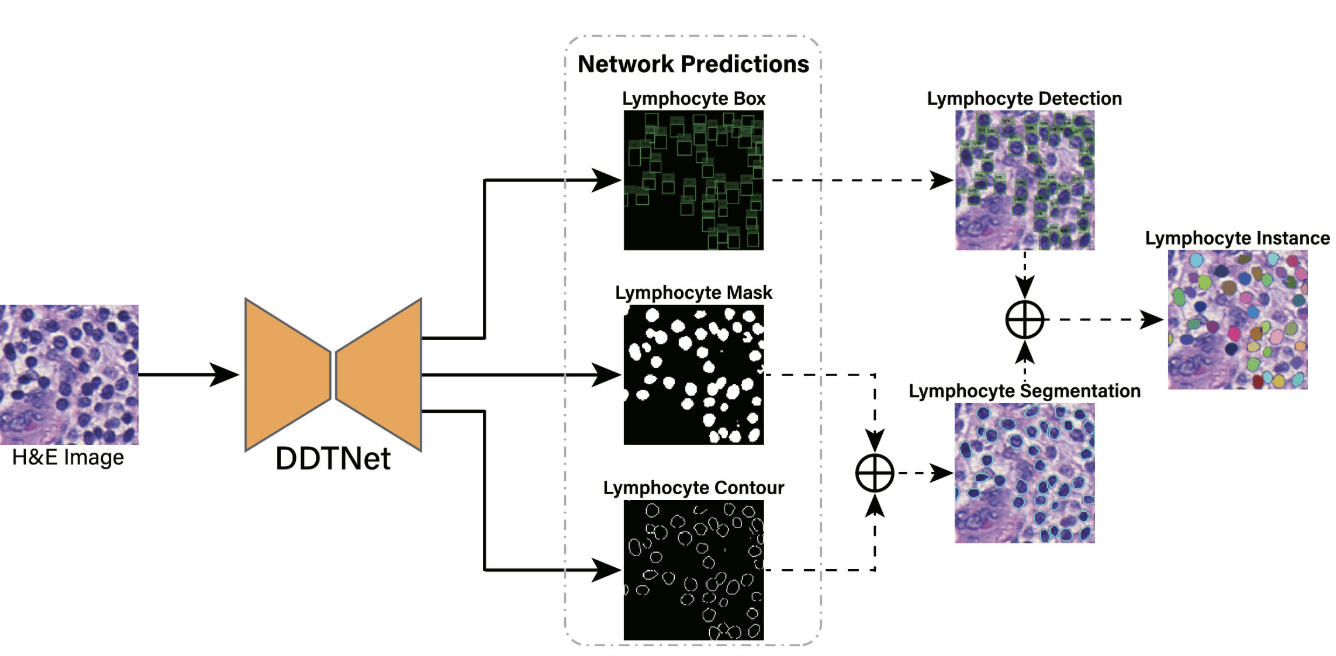 Network Predictions
Lymphocyte Box
Lymphocyte Detection
Lymphocyte Instance
Lymphocyte Mask
Lymphocyte Segmentation
H&E Image
DDTNet
Lymphocyte Contour